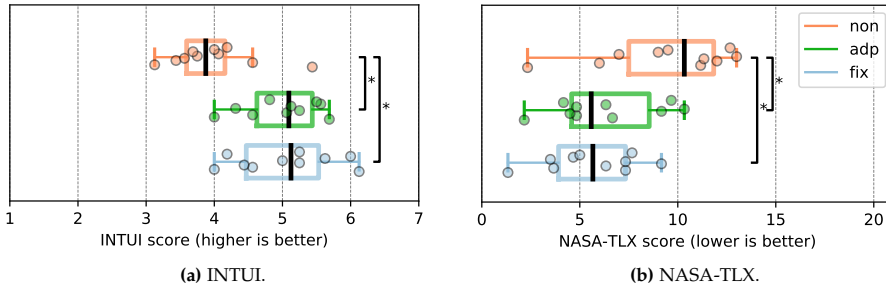 non
adp
fix
*
*
*
*
1 2 3 4 5 6 7
0 5 10 15 20
INTUI score (higher is better)
NASA-TLX score (lower is better)
(a) INTUI.
(b) NASA-TLX.